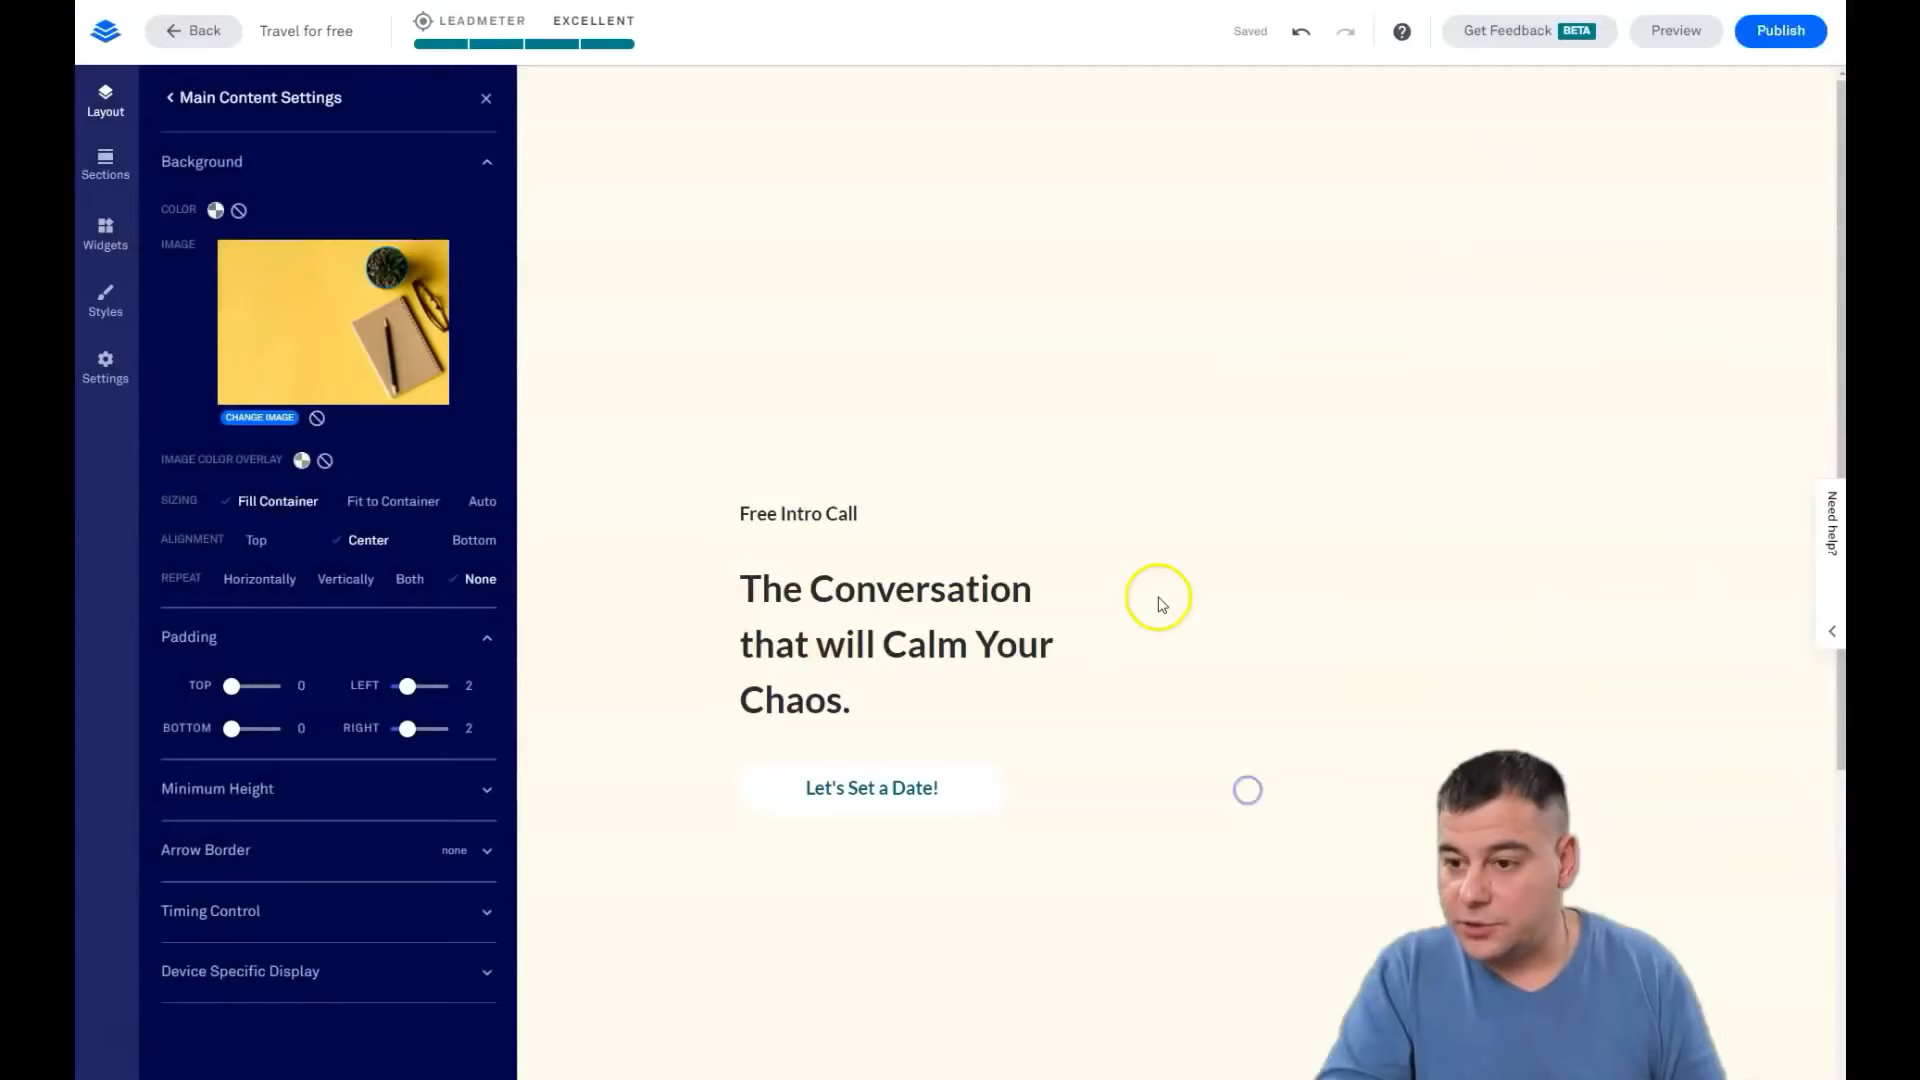 Back
Travel for free
LEADMETER EXCELLENT
Saved
Get Feedback BETA
Preview
Publish
Layout
Sections
Widgets
Styles
Settings
Main Content Settings
Background
COLOR
IMAGE
CHANGE IMAGE
IMAGE COLOR OVERLAY
SIZING Fill Container Fit to Container Auto
ALIGNMENT Top Center Bottom
REPEAT Horizontally Vertically Both None
Padding
TOP 0 LEFT 2
BOTTOM 0 RIGHT 2
Minimum Height
Arrow Border none
Timing Control
Device Specific Display
Free Intro Call
The Conversation
that will Calm Your
Chaos.
Let's Set a Date!
Need help?